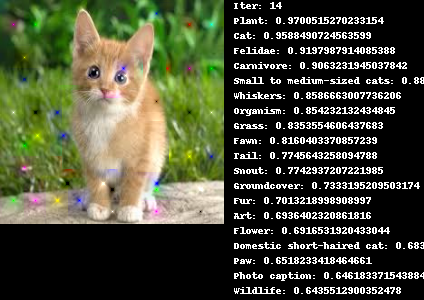 Iter: 14
Plant: 0.9700515270233154
Cat: 0.9588490724563599
Felidae: 0.9197987914085388
Carnivore: 0.9063231945037842
Small to medium-sized cats: 0.88
Whiskers: 0.8586663007736206
Organism: 0.854232132434845
Grass: 0.8353554606437683
Fawn: 0.8160403370857239
Tail: 0.7745643258094788
Snout: 0.7742937207221985
Groundcover: 0.7333195209503174
Fur: 0.7013218998908997
Art: 0.6936402320861816
Flower: 0.6916531920433044
Domestic short-haired cat: 0.683
Paw: 0.6518233418464661
Photo caption: 0.646183371543884
Wildlife: 0.6435512900352478